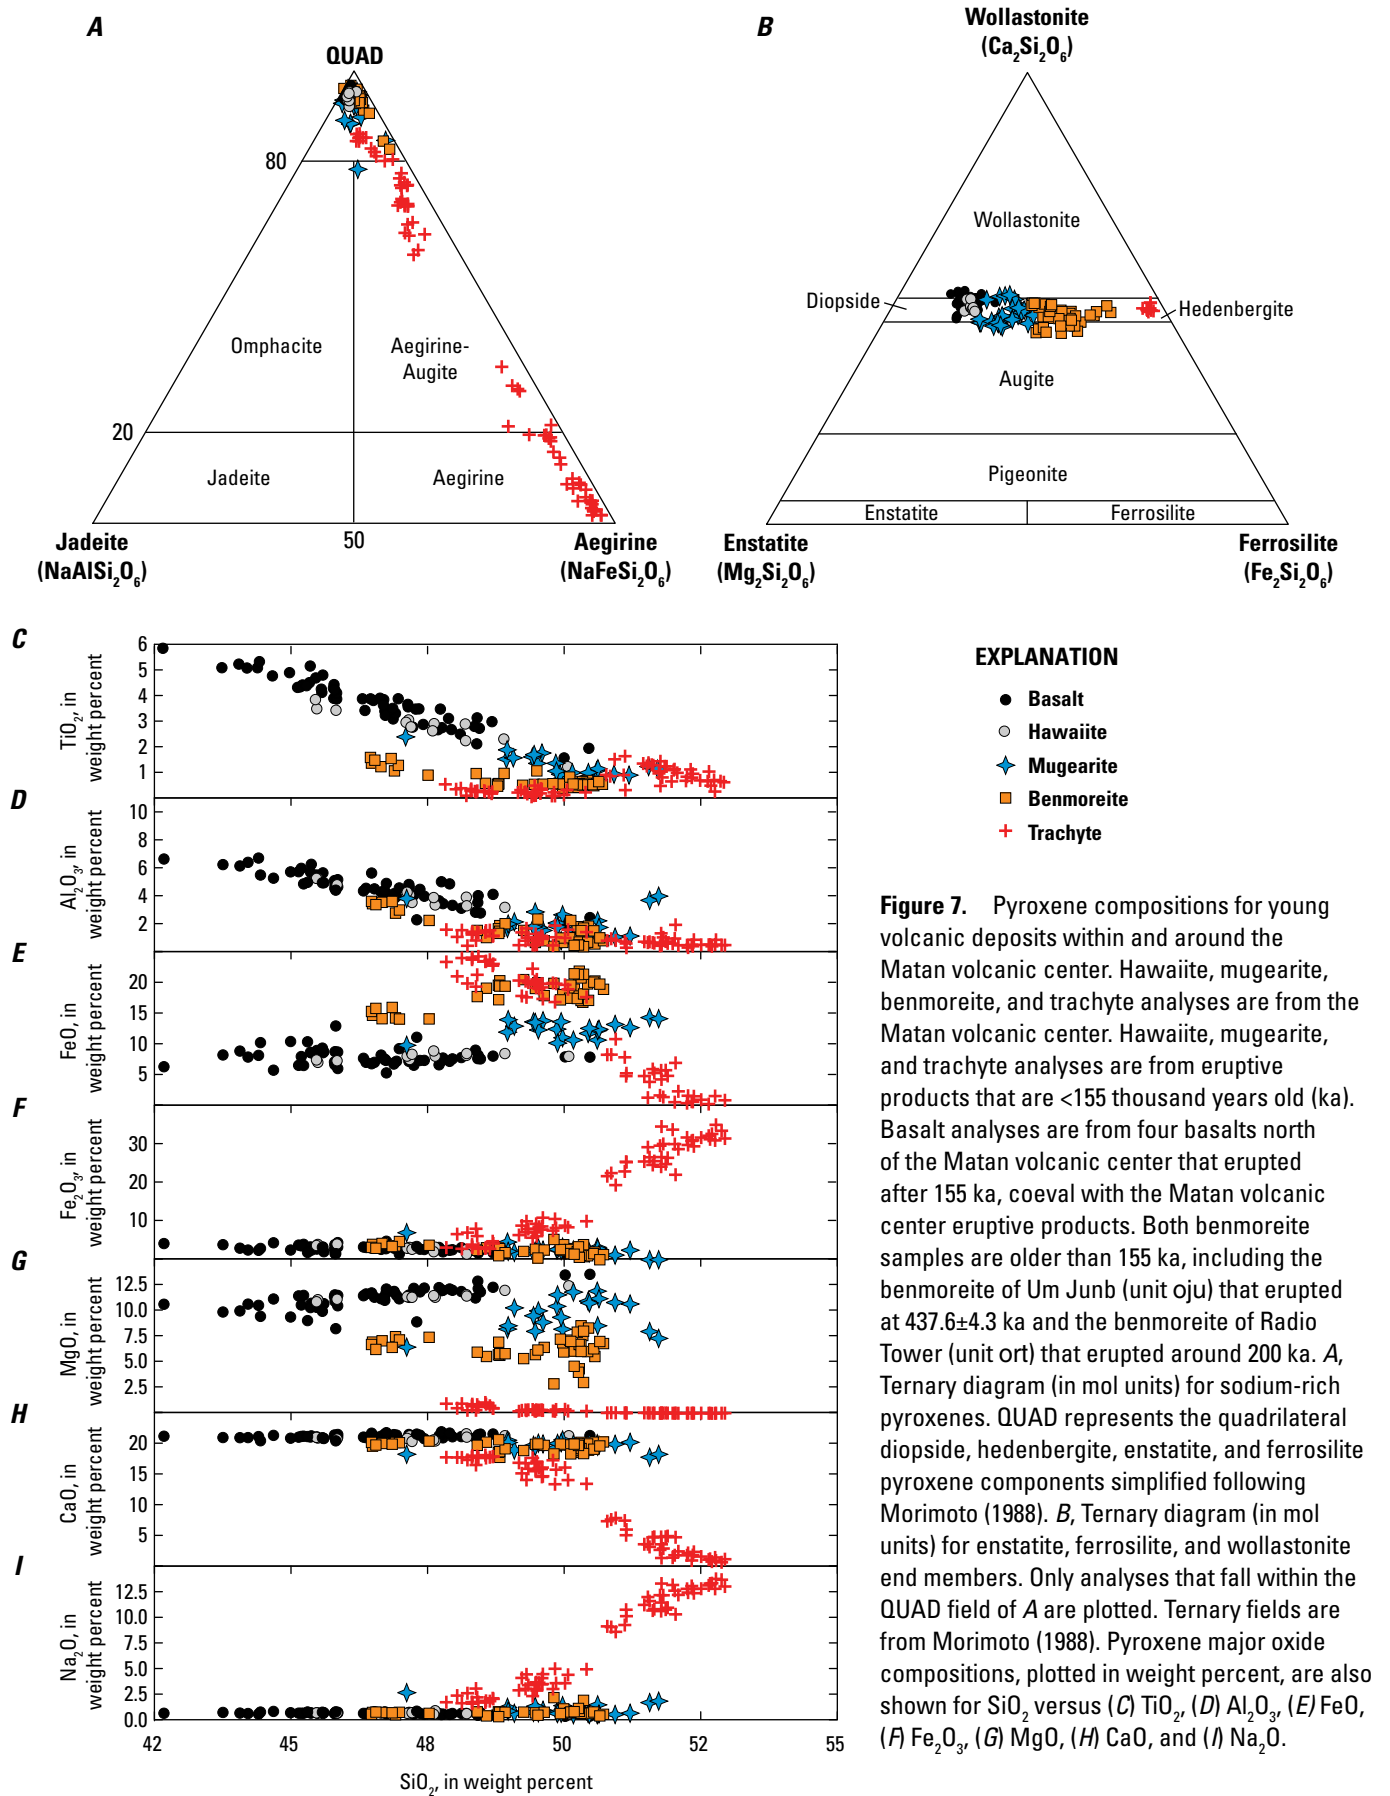 A
QUAD
80
Omphacite
Aegirine-
Augite
20
Jadeite
Aegirine
Jadeite
(NaAlSi₂O₆)
50
Aegirine
(NaFeSi₂O₆)
B
Wollastonite
(Ca₂Si₂O₆)
Wollastonite
Diopside
Hedenbergite
Augite
Pigeonite
Enstatite
Ferrosilite
Enstatite
(Mg₂Si₂O₆)
Ferrosilite
(Fe₂Si₂O₆)
C
TiO₂, in
weight percent
6
5
4
3
2
1
D
Al₂O₃, in
weight percent
10
8
6
4
2
E
FeO, in
weight percent
20
15
10
5
F
Fe₂O₃, in
weight percent
30
20
10
G
MgO, in
weight percent
12.5
10.0
7.5
5.0
2.5
H
CaO, in
weight percent
20
15
10
5
I
Na₂O, in
weight percent
12.5
10.0
7.5
5.0
2.5
0.0
42
45
48
50
52
55
SiO₂, in weight percent
EXPLANATION
Basalt
Hawaiite
Mugearite
Benmoreite
Trachyte
Figure 7. Pyroxene compositions for young
volcanic deposits within and around the
Matan volcanic center. Hawaiite, mugearite,
benmoreite, and trachyte analyses are from the
Matan volcanic center. Hawaiite, mugearite,
and trachyte analyses are from eruptive
products that are <155 thousand years old (ka).
Basalt analyses are from four basalts north
of the Matan volcanic center that erupted
after 155 ka, coeval with the Matan volcanic
center eruptive products. Both benmoreite
samples are older than 155 ka, including the
benmoreite of Um Junb (unit oju) that erupted
at 437.6±4.3 ka and the benmoreite of Radio
Tower (unit ort) that erupted around 200 ka. A,
Ternary diagram (in mol units) for sodium-rich
pyroxenes. QUAD represents the quadrilateral
diopside, hedenbergite, enstatite, and ferrosilite
pyroxene components simplified following
Morimoto (1988). B, Ternary diagram (in mol
units) for enstatite, ferrosilite, and wollastonite
end members. Only analyses that fall within the
QUAD field of A are plotted. Ternary fields are
from Morimoto (1988). Pyroxene major oxide
compositions, plotted in weight percent, are also
shown for SiO₂ versus (C) TiO₂, (D) Al₂O₃, (E) FeO,
(F) Fe₂O₃, (G) MgO, (H) CaO, and (I) Na₂O.